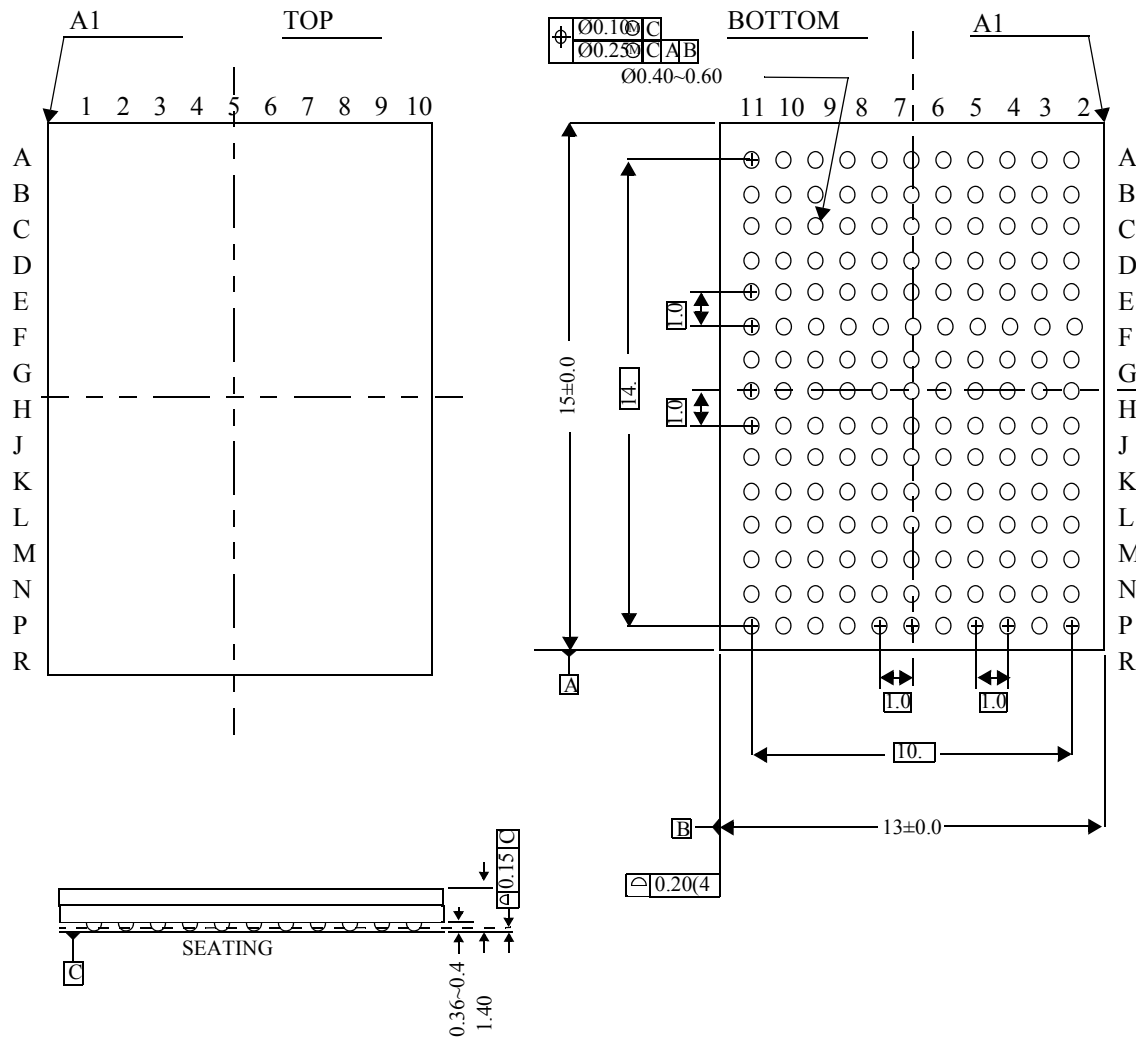 A1
TOP
1 2 3 4 5 6 7 8 9 10
A
B
C
D
E
F
G
H
J
K
L
M
N
P
R
Ø0.10Ⓜ C
Ø0.25Ⓜ C A B
Ø0.40~0.60
BOTTOM
A1
11 10 9 8 7 6 5 4 3 2
A
B
C
D
E
F
G
H
J
K
L
M
N
P
R
1.0
1.0
14.
15±0.0
A
1.0
1.0
10.
B
13±0.0
0.20(4
0.15 C
SEATING
C
0.36~0.4
1.40